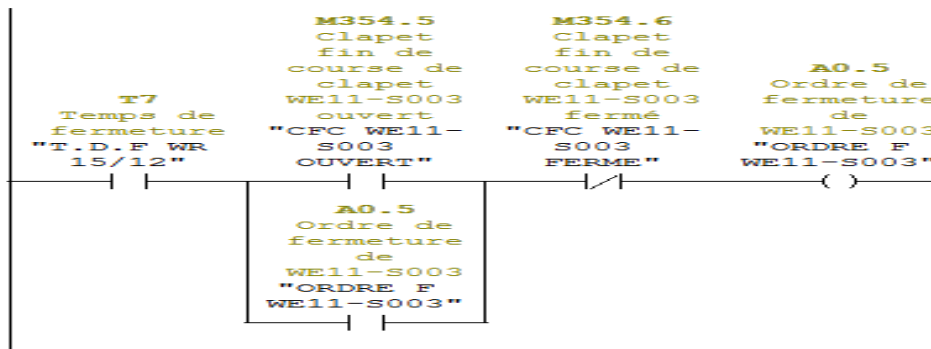 T7
Temps de
fermeture
"T.D.F WR
15/12"
M354.5
Clapet
fin de
course de
clapet
WE11-S003
ouvert
"CFC WE11-
S003
OUVERT"
M354.6
Clapet
fin de
course de
clapet
WE11-S003
fermé
"CFC WE11-
S003
FERME"
A0.5
Ordre de
fermeture
de
WE11-S003
"ORDRE F
WE11-S003"
A0.5
Ordre de
fermeture
de
WE11-S003
"ORDRE F
WE11-S003"